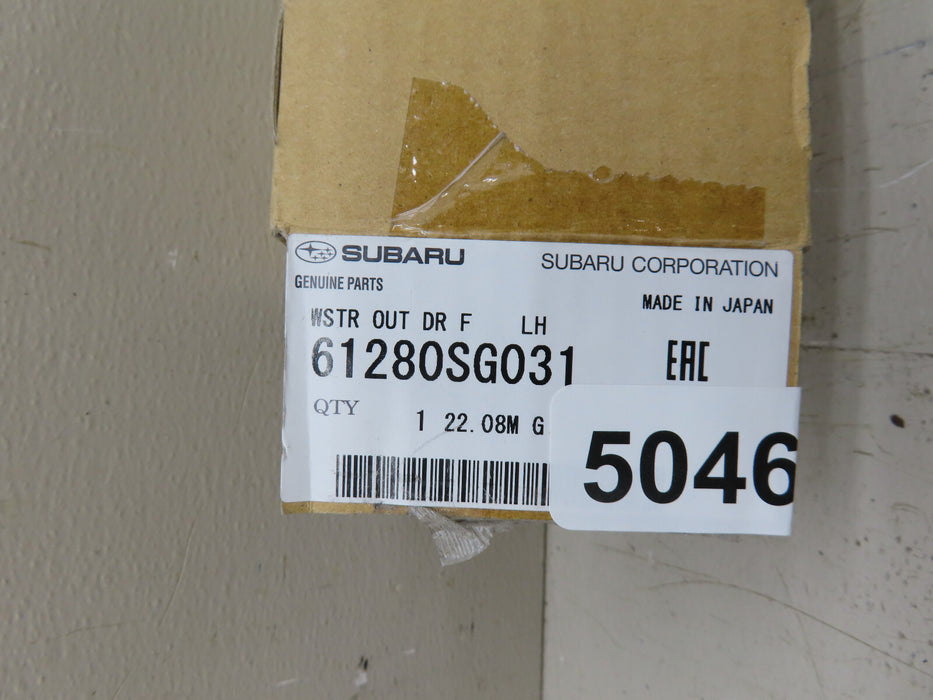 SUBARU
SUBARU CORPORATION
GENUINE PARTS
MADE IN JAPAN
WSTR OUT DR F LH
61280SG031
EAC
QTY
1 22.08M G
5046